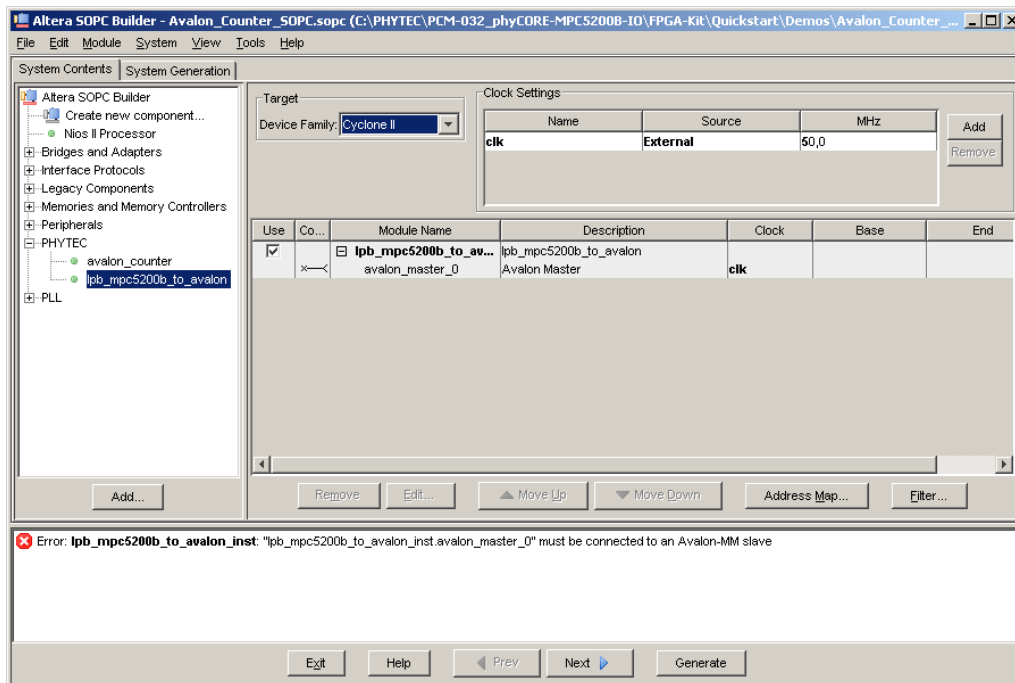 Altera SOPC Builder - Avalon_Counter_SOPC.sopc (C:\PHYTEC\PCM-032_phyCORE-MPC5200B-IO\FPGA-Kit\Quickstart\Demos\Avalon_Counter_...
File Edit Module System View Tools Help
System Contents System Generation
Altera SOPC Builder
Create new component...
Nios II Processor
Bridges and Adapters
Interface Protocols
Legacy Components
Memories and Memory Controllers
Peripherals
PHYTEC
avalon_counter
lpb_mpc5200b_to_avalon
PLL
Add...
Target
Device Family: Cyclone II
Clock Settings
Name Source MHz
clk External 50,0
Add
Remove
Use Co... Module Name Description Clock Base End
lpb_mpc5200b_to_av... lpb_mpc5200b_to_avalon
avalon_master_0 Avalon Master clk
Remove Edit... Move Up Move Down Address Map... Filter...
Error: lpb_mpc5200b_to_avalon_inst: "lpb_mpc5200b_to_avalon_inst.avalon_master_0" must be connected to an Avalon-MM slave
Exit Help Prev Next Generate